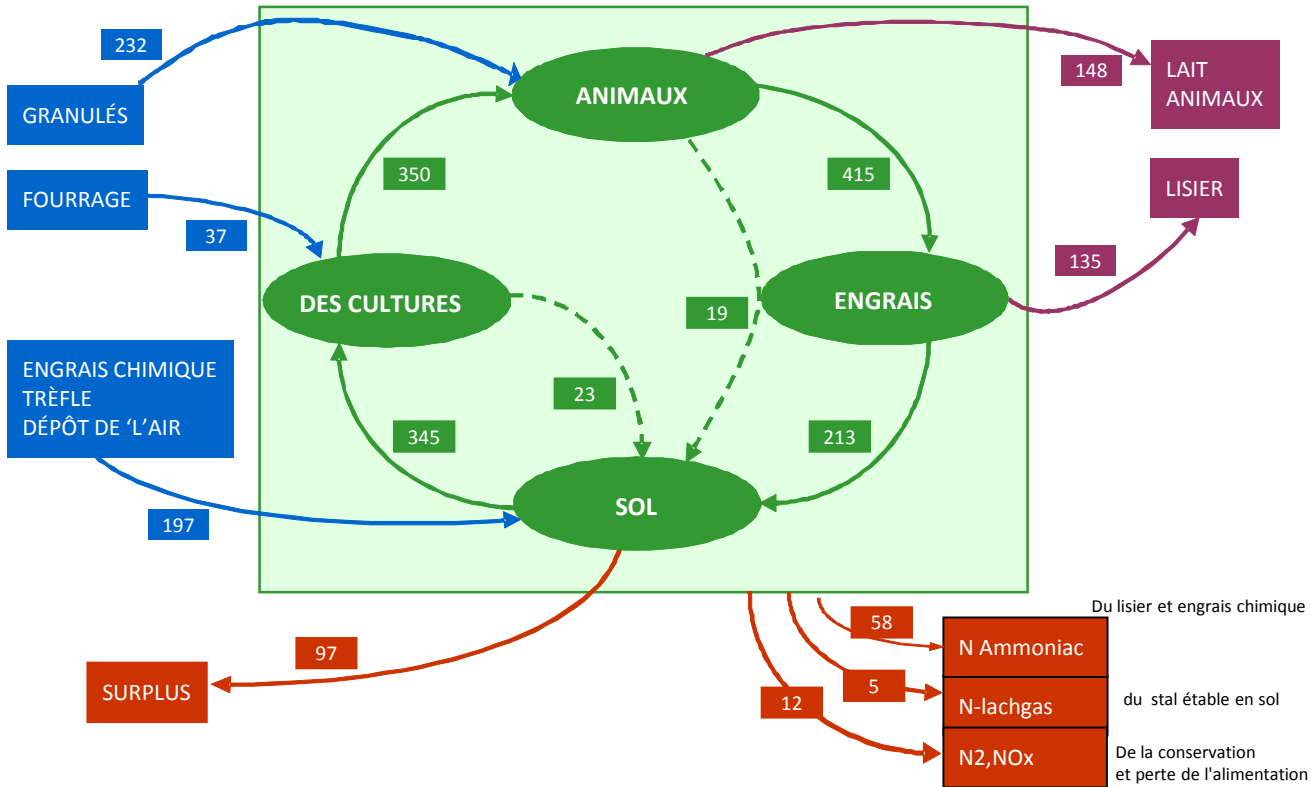 232
GRANULÉS
ANIMAUX
148
LAIT
ANIMAUX
350
415
FOURRAGE
37
LISIER
135
DES CULTURES
ENGRAIS
19
ENGRAIS CHIMIQUE
TRÈFLE
DÉPÔT DE ‘L’AIR
23
345
213
197
SOL
Du lisier et engrais chimique
58
N Ammoniac
97
SURPLUS
5
N-lachgas
du stal étable en sol
12
N2,NOx
De la conservation
et perte de l'alimentation